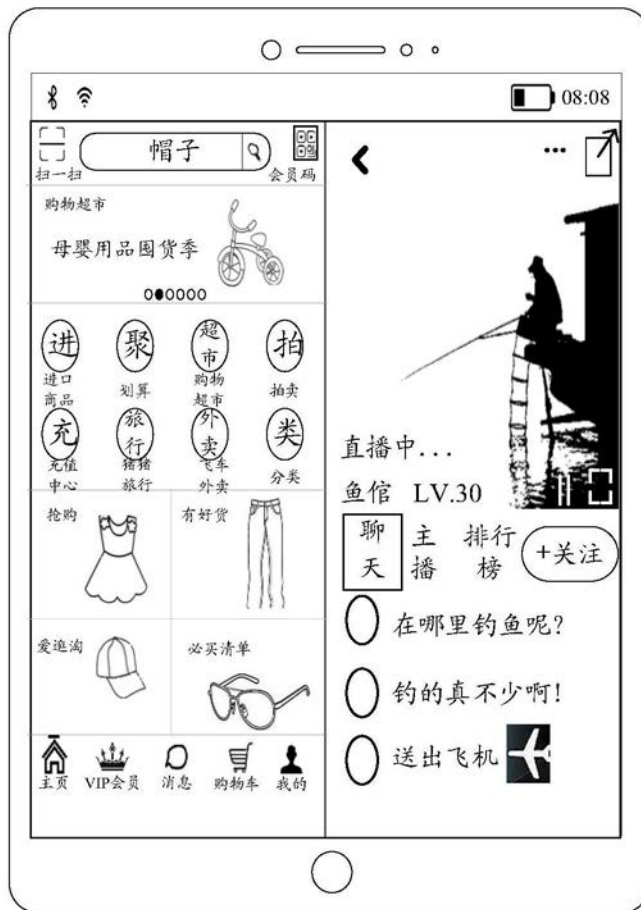 08:08
扫一扫
帽子
会员码
购物超市
母婴用品囤货季
进
聚
超
市
拍
进口
商品
划算
购物
超市
拍卖
充
旅
行
外
卖
类
充值
中心
猪猪
旅行
飞车
外卖
分类
抢购
有好货
爱逛淘
必买清单
主页
VIP会员
消息
购物车
我的
直播中...
鱼倌 LV.30
聊
天
主
播
排行
榜
+关注
在哪里钓鱼呢?
钓的真不少啊!
送出飞机